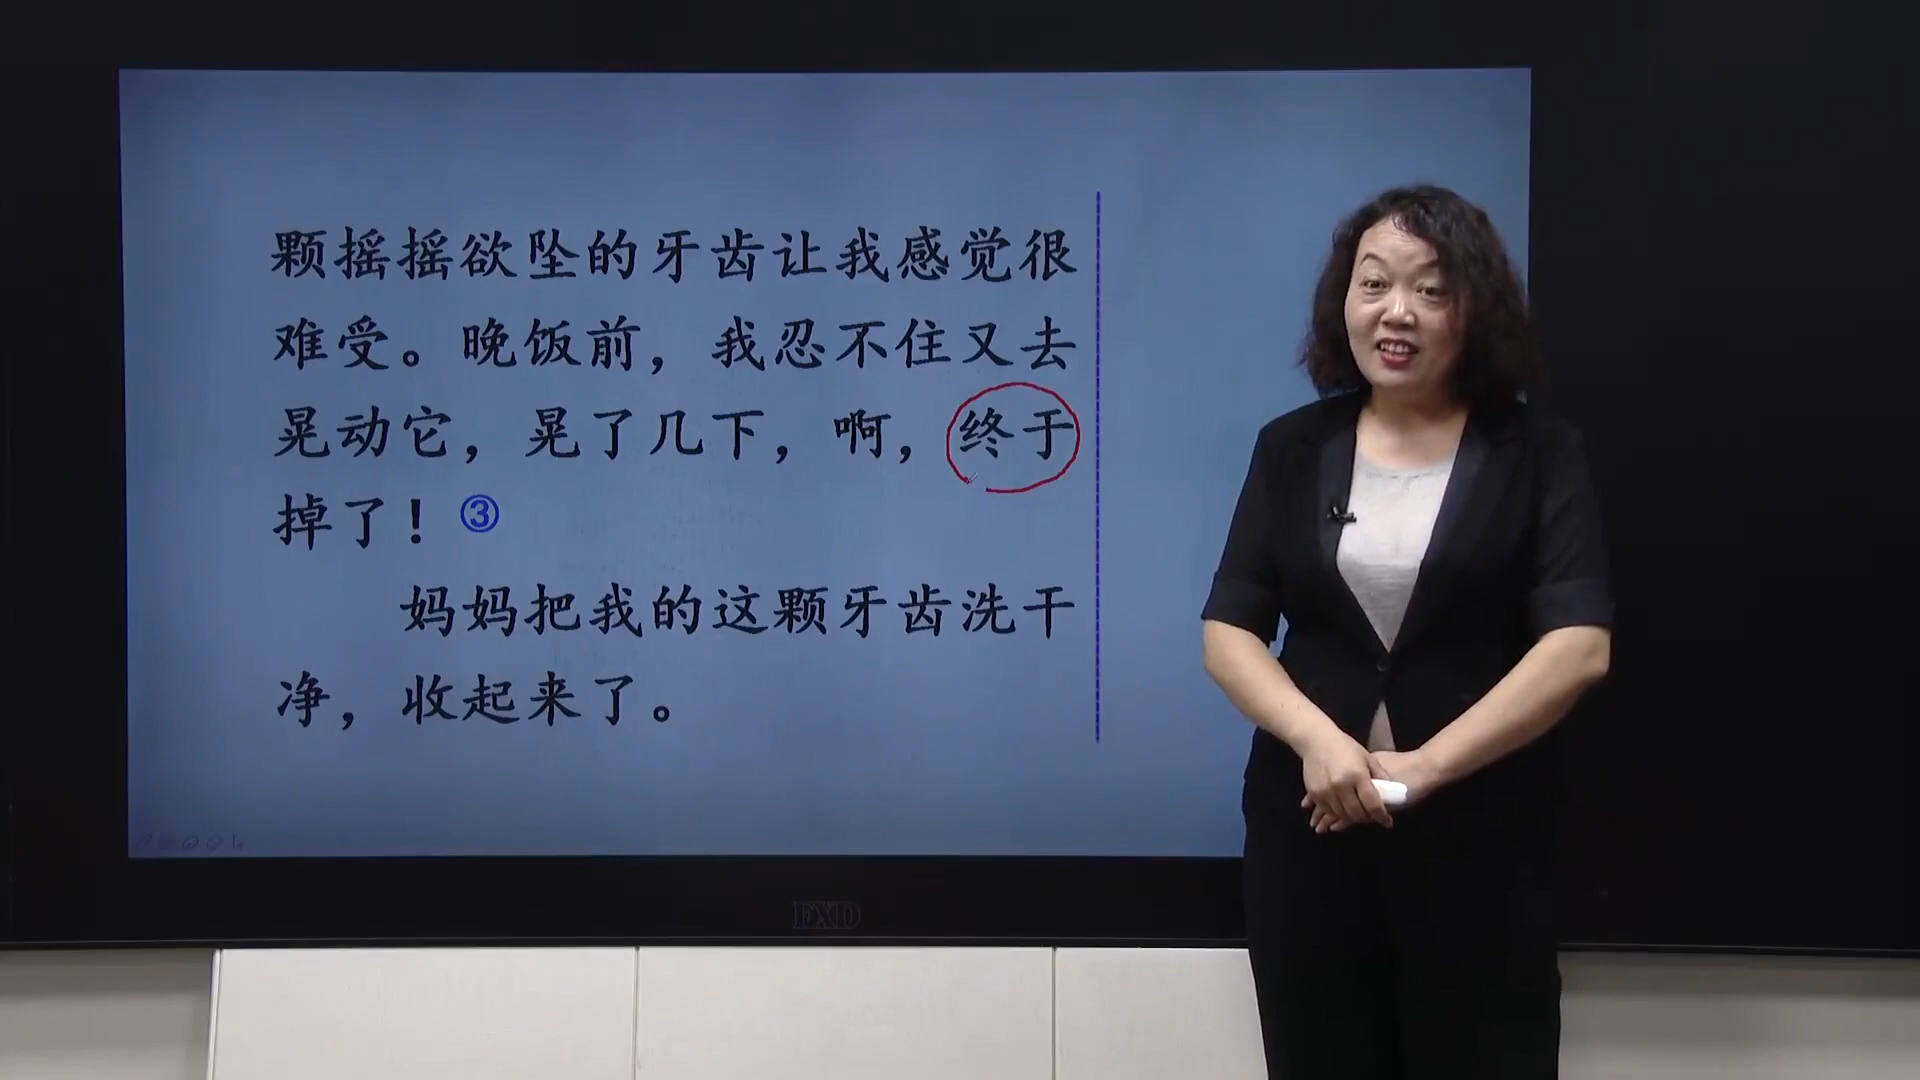 颗摇摇欲坠的牙齿让我感觉很
难受。晚饭前，我忍不住又去
晃动它，晃了几下，啊，终于
掉了！③
妈妈把我的这颗牙齿洗干
净，收起来了。
FXD